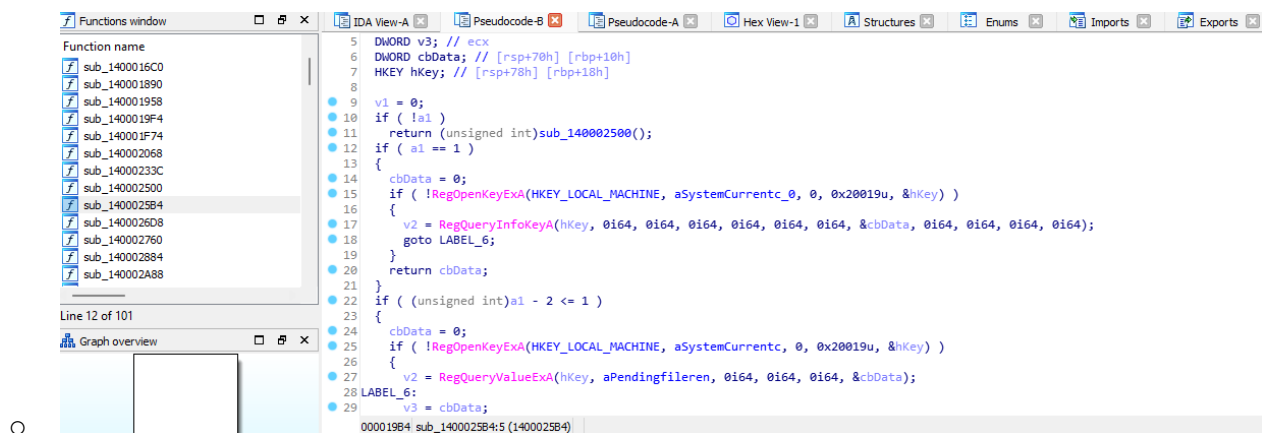 Functions window
IDA View-A
Pseudocode-B
Pseudocode-A
Hex View-1
Structures
Enums
Imports
Exports
Function name
f sub_1400016C0
f sub_140001890
f sub_140001958
f sub_1400019F4
f sub_140001F74
f sub_140002068
f sub_14000233C
f sub_140002500
f sub_1400025B4
f sub_1400026D8
f sub_140002760
f sub_140002884
f sub_140002A88
Line 12 of 101
Graph overview
5 DWORD v3; // ecx
6 DWORD cbData; // [rsp+70h] [rbp+10h]
7 HKEY hKey; // [rsp+78h] [rbp+18h]
8
9 v1 = 0;
10 if ( !a1 )
11 return (unsigned int)sub_140002500();
12 if ( a1 == 1 )
13 {
14 cbData = 0;
15 if ( !RegOpenKeyExA(HKEY_LOCAL_MACHINE, aSystemCurrentc_0, 0, 0x20019u, &hKey) )
16 {
17 v2 = RegQueryInfoKeyA(hKey, 0i64, 0i64, 0i64, 0i64, 0i64, 0i64, &cbData, 0i64, 0i64, 0i64, 0i64);
18 goto LABEL_6;
19 }
20 return cbData;
21 }
22 if ( (unsigned int)a1 - 2 <= 1 )
23 {
24 cbData = 0;
25 if ( !RegOpenKeyExA(HKEY_LOCAL_MACHINE, aSystemCurrentc, 0, 0x20019u, &hKey) )
26 {
27 v2 = RegQueryValueExA(hKey, aPendingfileren, 0i64, 0i64, 0i64, &cbData);
28 LABEL_6:
29 v3 = cbData;
000019B4 sub_1400025B4:5 (1400025B4)